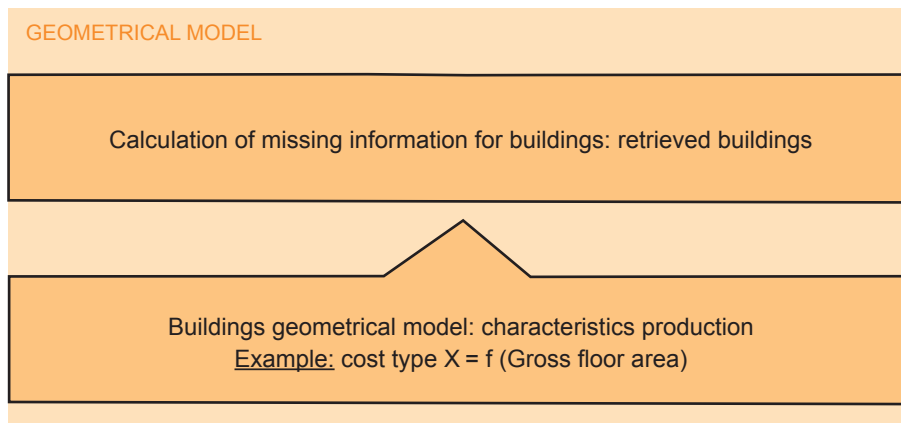 GEOMETRICAL MODEL
Calculation of missing information for buildings: retrieved buildings
Buildings geometrical model: characteristics production
Example: cost type X = f (Gross floor area)